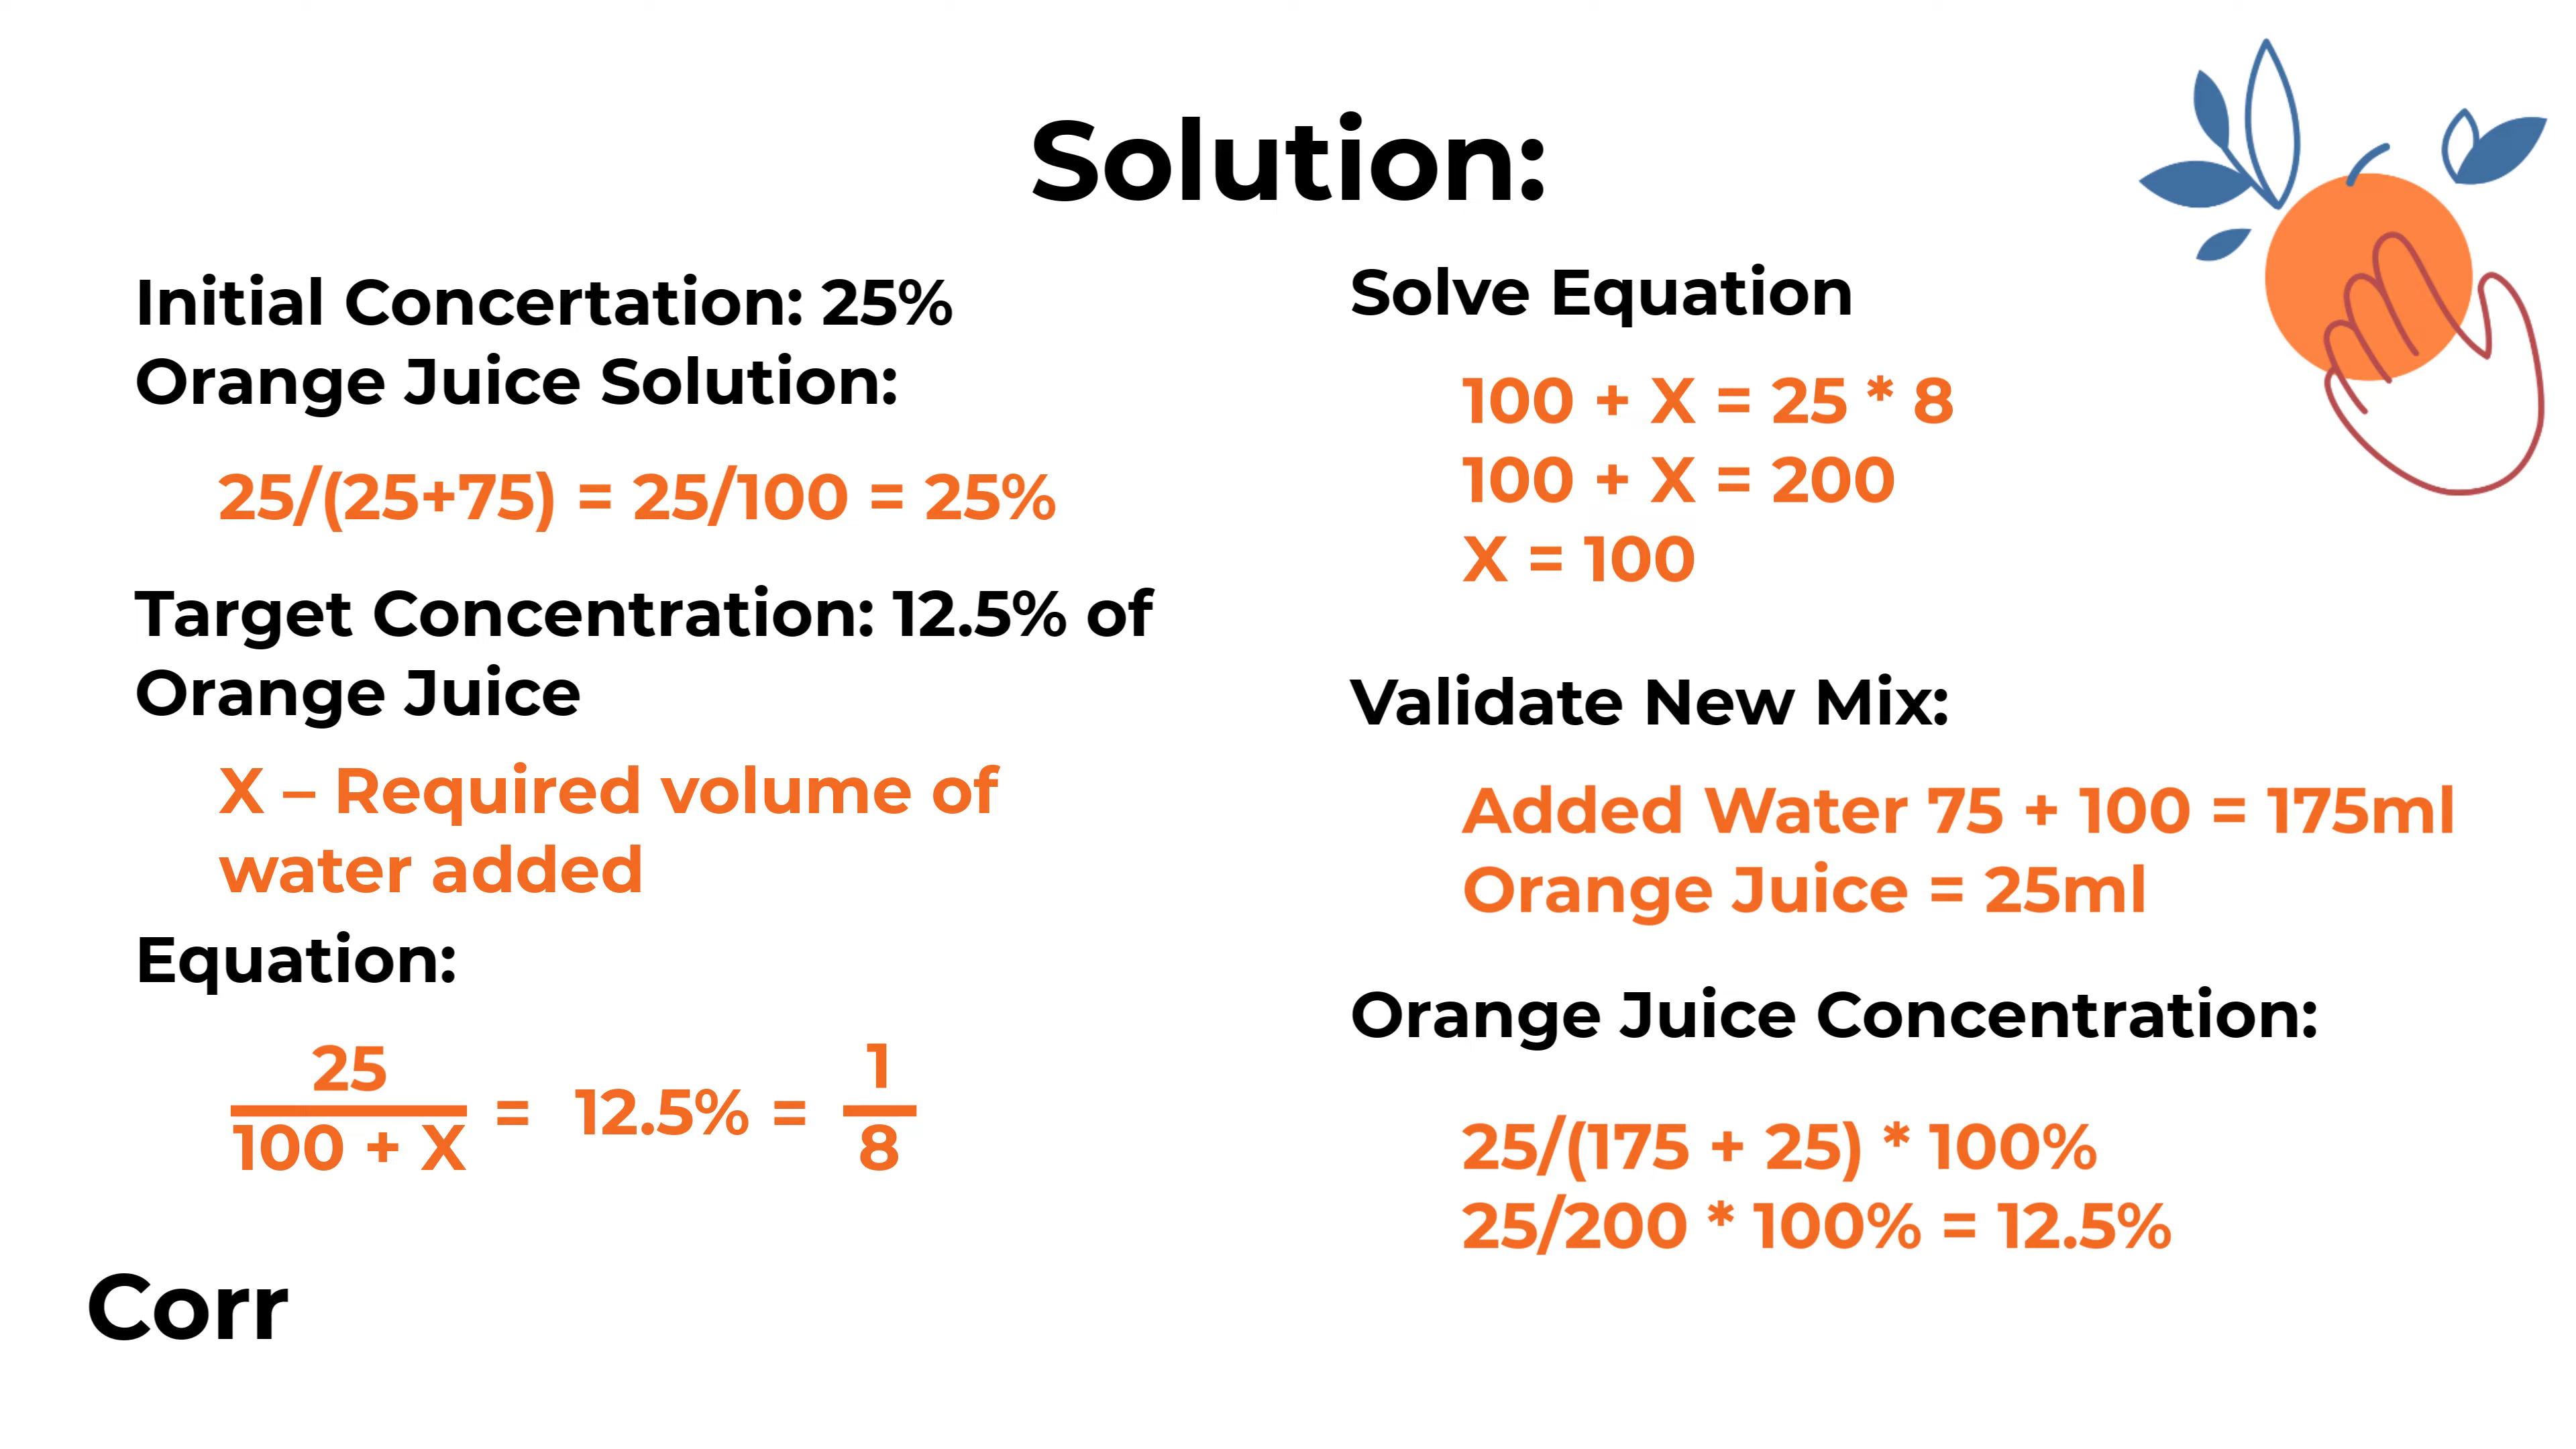 Solution:
Initial Concertation: 25%
Orange Juice Solution:
25/(25+75) = 25/100 = 25%
Target Concentration: 12.5% of
Orange Juice
X – Required volume of
water added
Equation:
25
100 + X
= 12.5% =
1
8
Corr
Solve Equation
100 + X = 25 * 8
100 + X = 200
X = 100
Validate New Mix:
Added Water 75 + 100 = 175ml
Orange Juice = 25ml
Orange Juice Concentration:
25/(175 + 25) * 100%
25/200 * 100% = 12.5%